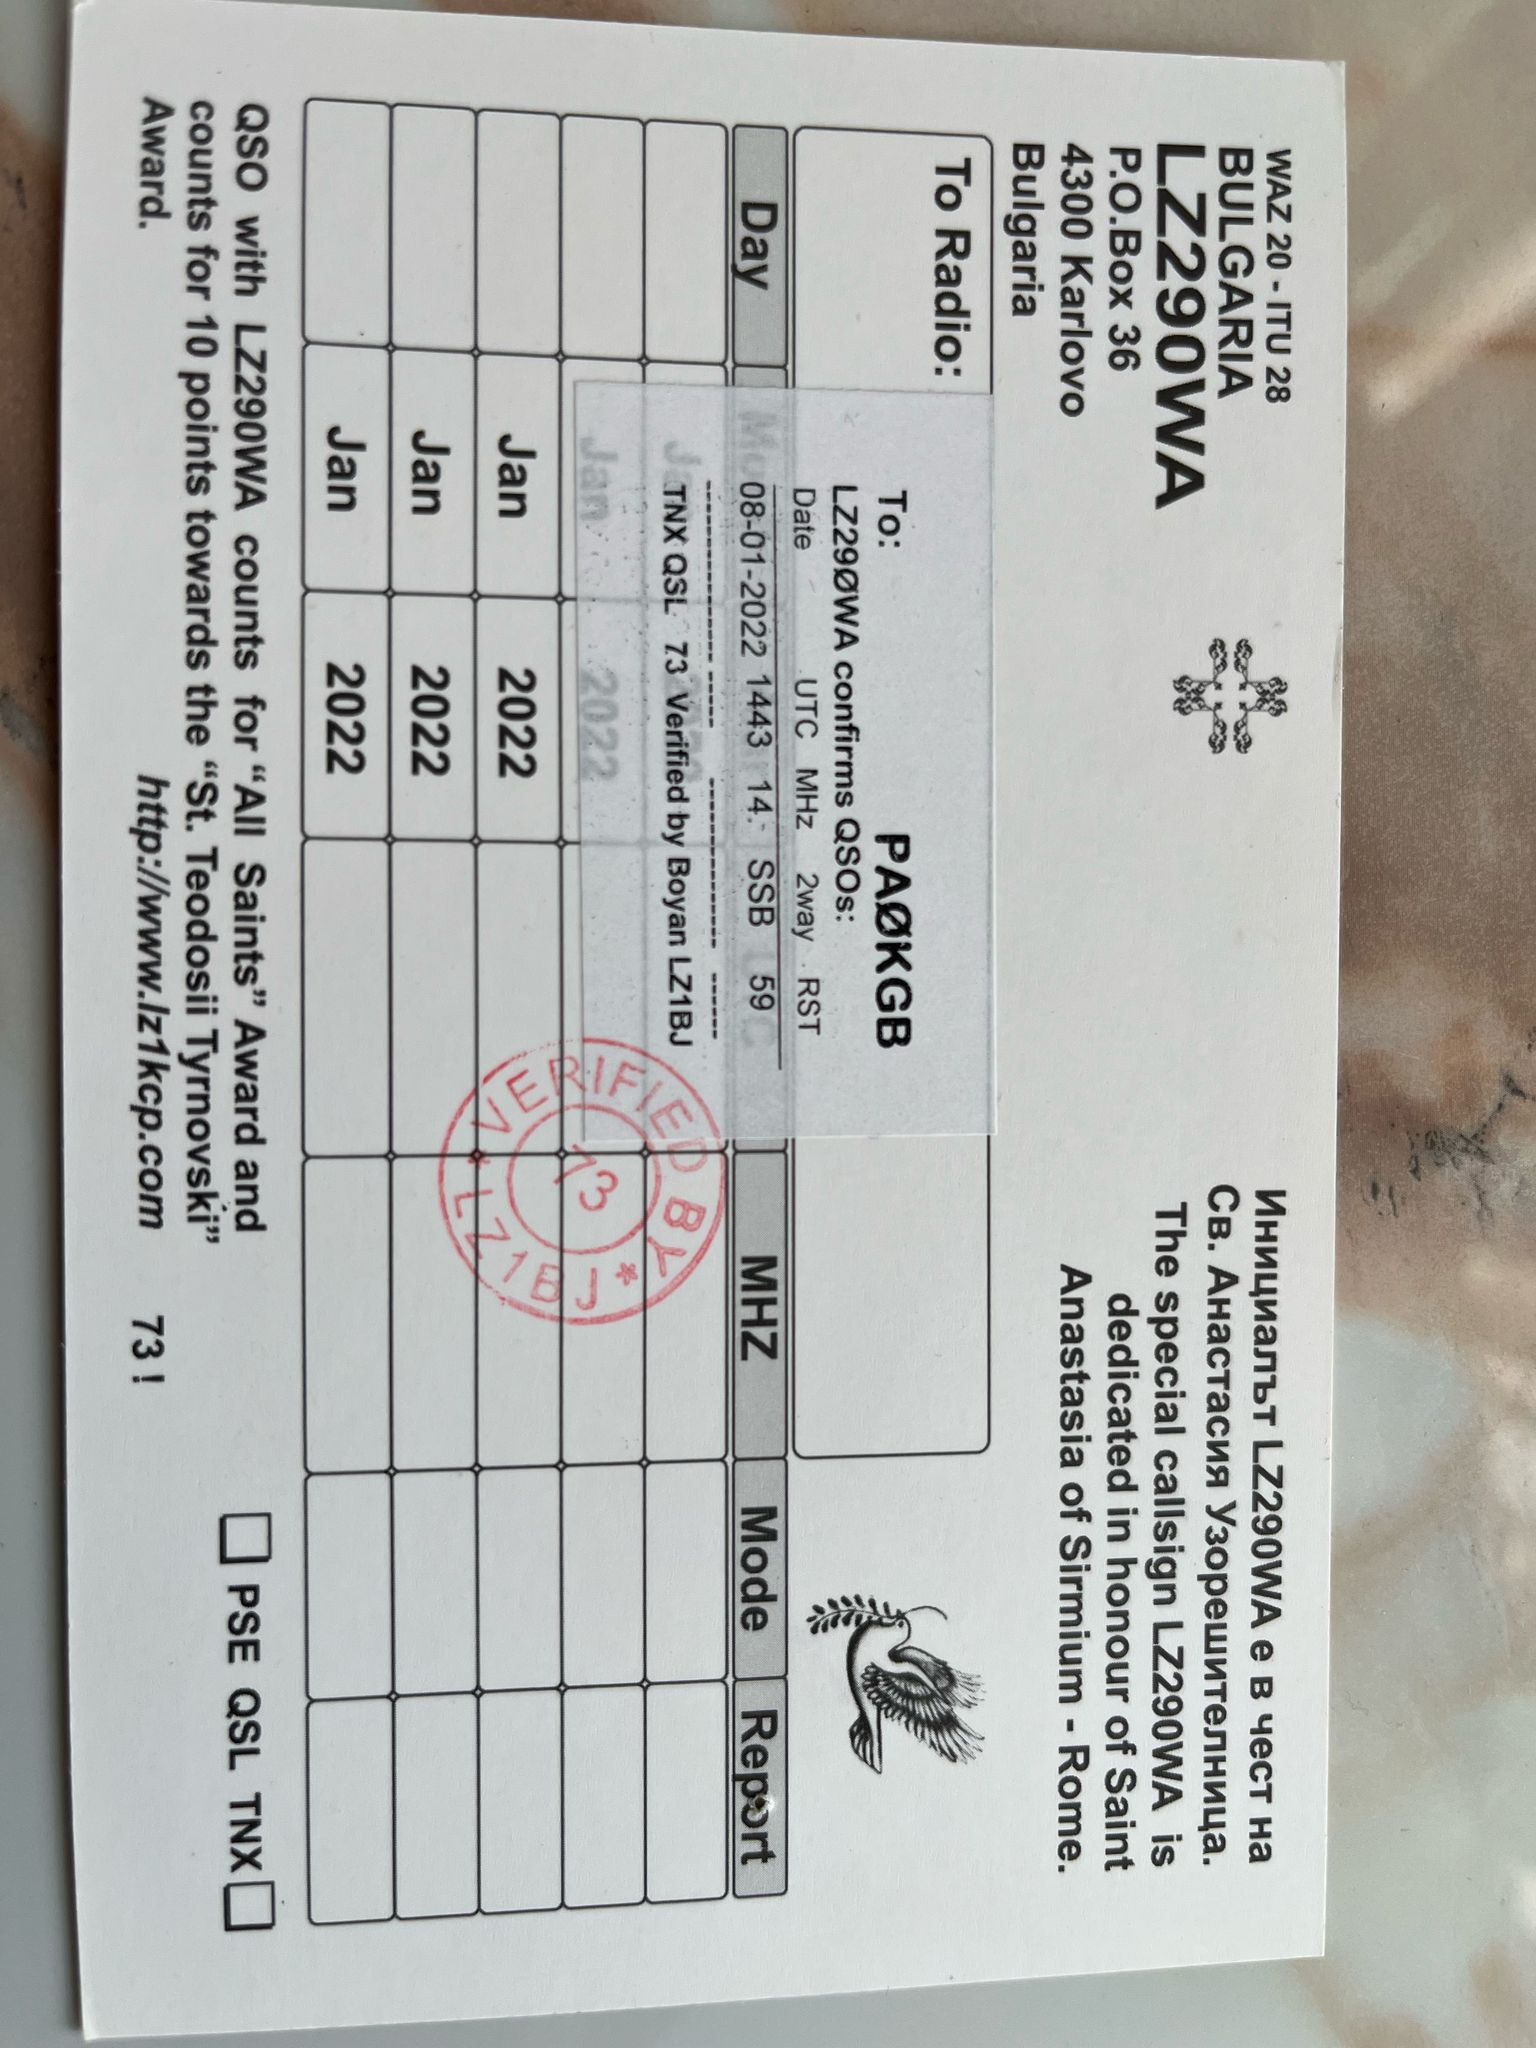 WAZ 20 - ITU 28
BULGARIA
LZ290WA
P.O.Box 36
4300 Karlovo
Bulgaria
Инициалът LZ290WA е в чест на
Св. Анастасия Узорешителница.
The special callsign LZ290WA is
dedicated in honour of Saint
Anastasia of Sirmium - Rome.
To Radio:
To: PAØKGB
LZ29ØWA confirms QSOs:
Date UTC MHz 2way RST
08-01-2022 1443 14. SSB 59
TNX QSL 73 Verified by Boyan LZ1BJ
Day MHZ Mode Report
Jan 2022
Jan 2022
Jan 2022
Jan 2022
Jan 2022
VERIFIED BY
73
* LZ1BJ *
QSO with LZ290WA counts for “All Saints” Award and
counts for 10 points towards the “St. Teodosii Tyrnovski”
Award. http://www.lz1kcp.com 73 !
PSE QSL TNX